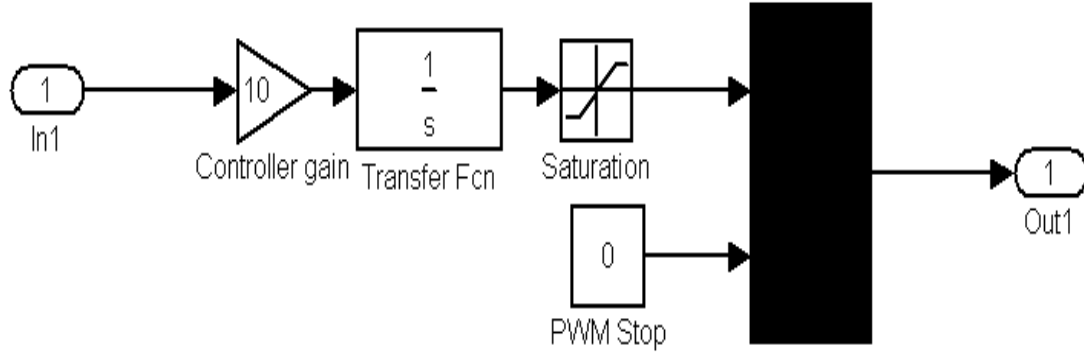 1
In1
10
Controller gain
1
s
Transfer Fcn
Saturation
0
PWM Stop
1
Out1